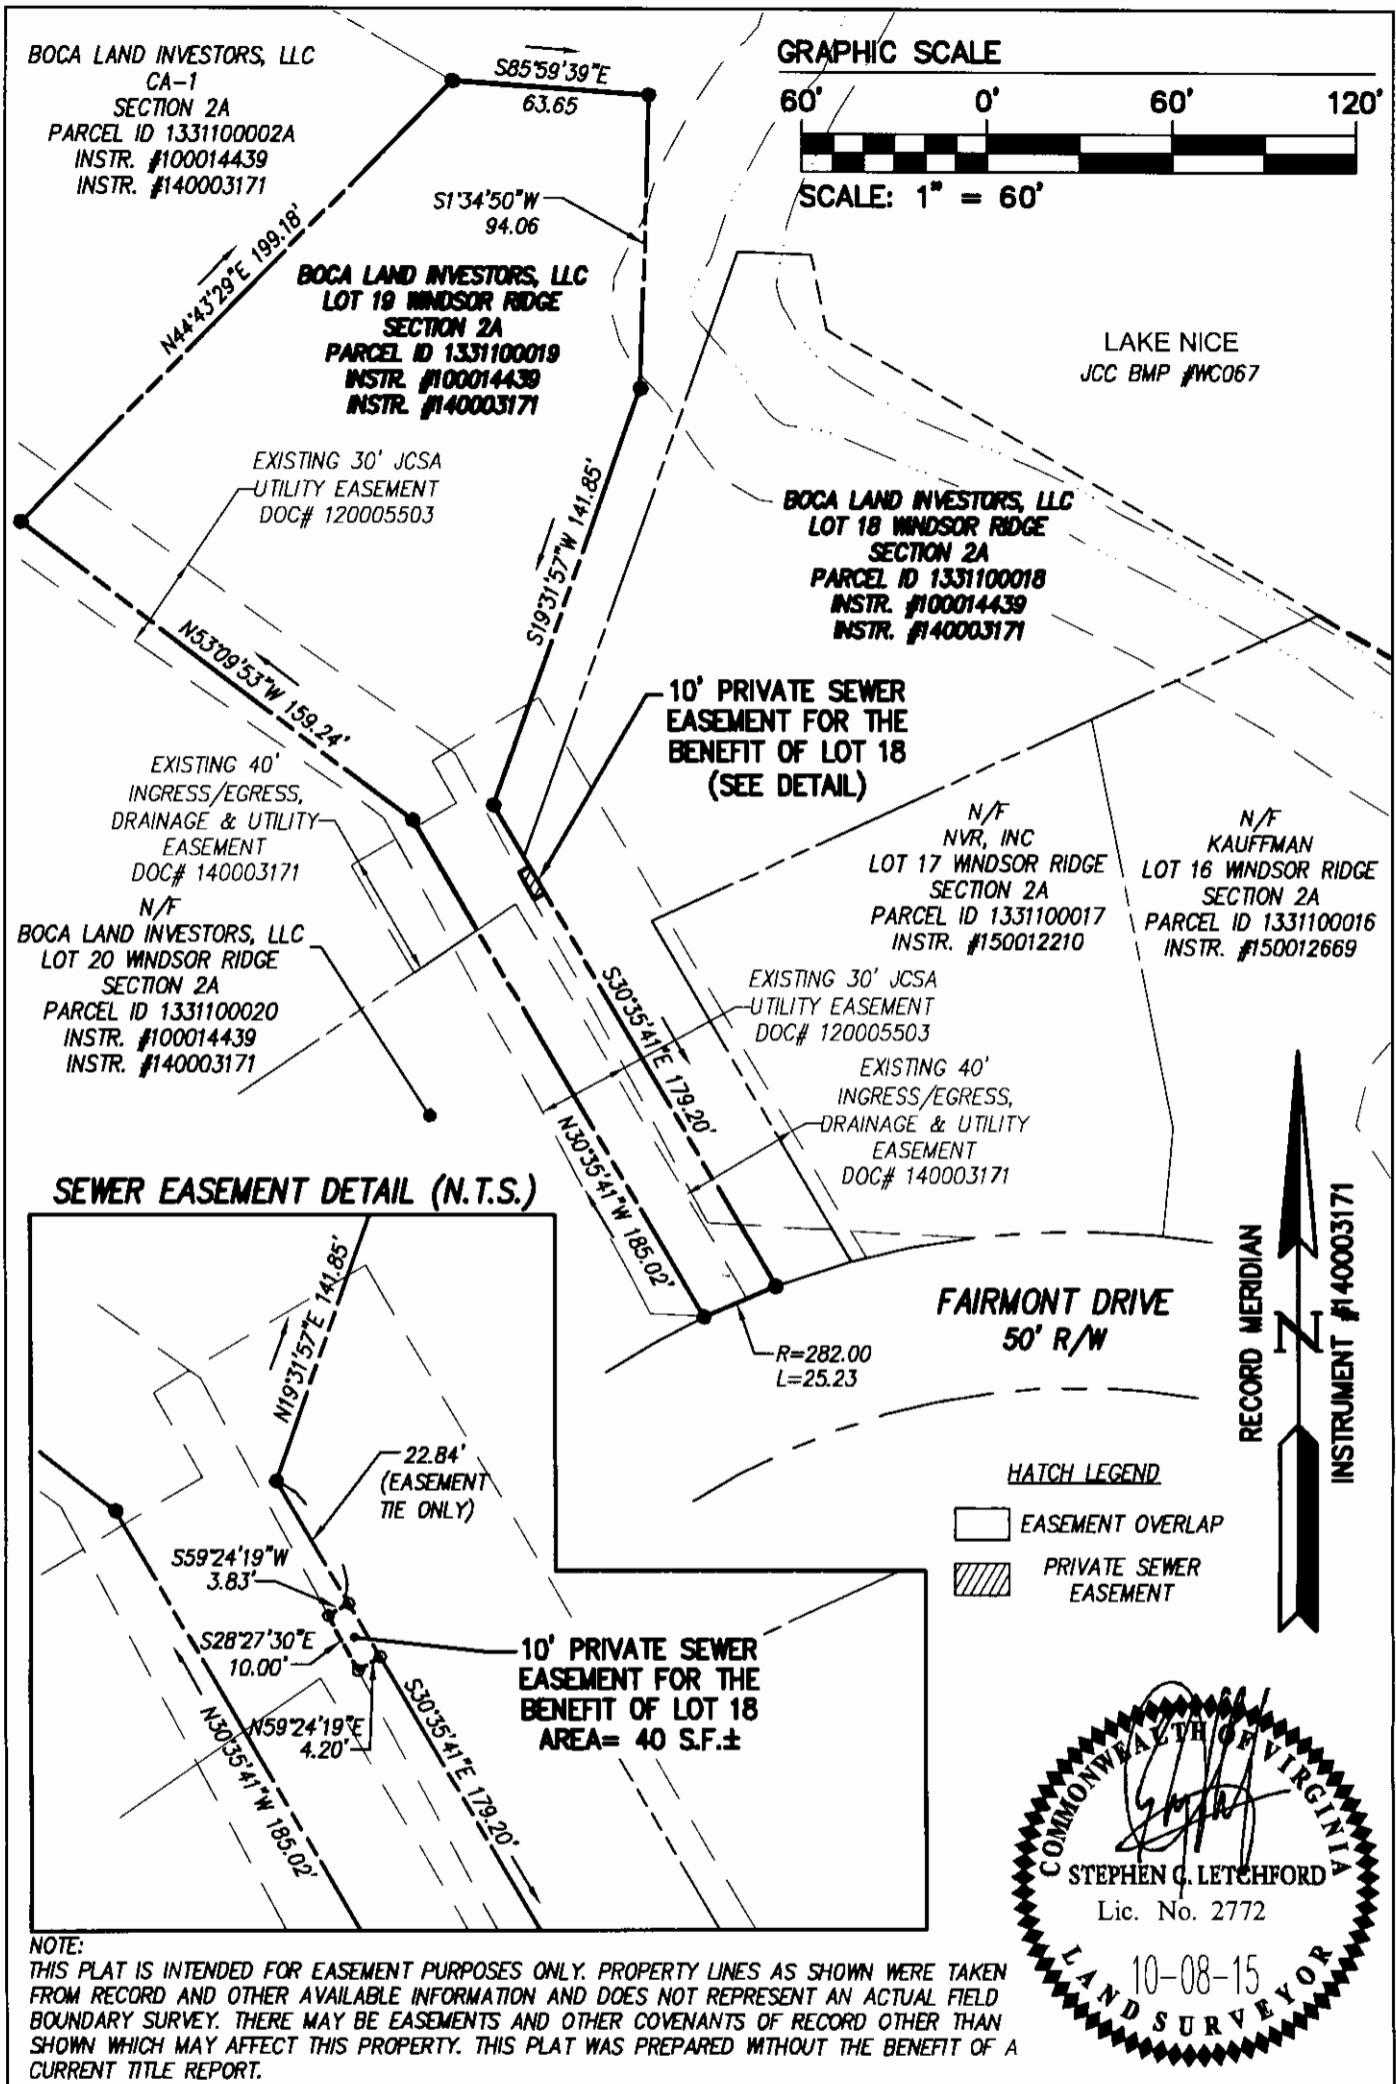 BOCA LAND INVESTORS, LLC
CA-1
SECTION 2A
PARCEL ID 1331100002A
INSTR. #100014439
INSTR. #140003171
S85°59'39"E
63.65
GRAPHIC SCALE
60' 0' 60' 120'
SCALE: 1" = 60'
S1°34'50"W
94.06
N44°43'29"E 199.18'
BOCA LAND INVESTORS, LLC
LOT 19 WINDSOR RIDGE
SECTION 2A
PARCEL ID 1331100019
INSTR. #100014439
INSTR. #140003171
LAKE NICE
JCC BMP #WC067
EXISTING 30' JCSA
UTILITY EASEMENT
DOC# 120005503
S19°31'57"W 141.85'
BOCA LAND INVESTORS, LLC
LOT 18 WINDSOR RIDGE
SECTION 2A
PARCEL ID 1331100018
INSTR. #100014439
INSTR. #140003171
N53°09'53"W 159.24'
10' PRIVATE SEWER
EASEMENT FOR THE
BENEFIT OF LOT 18
(SEE DETAIL)
EXISTING 40'
INGRESS/EGRESS,
DRAINAGE & UTILITY
EASEMENT
DOC# 140003171
N/F
BOCA LAND INVESTORS, LLC
LOT 20 WINDSOR RIDGE
SECTION 2A
PARCEL ID 1331100020
INSTR. #100014439
INSTR. #140003171
N/F
NVR, INC
LOT 17 WINDSOR RIDGE
SECTION 2A
PARCEL ID 1331100017
INSTR. #150012210
N/F
KAUFFMAN
LOT 16 WINDSOR RIDGE
SECTION 2A
PARCEL ID 1331100016
INSTR. #150012669
S30°35'41"E 179.20'
EXISTING 30' JCSA
UTILITY EASEMENT
DOC# 120005503
EXISTING 40'
INGRESS/EGRESS,
DRAINAGE & UTILITY
EASEMENT
DOC# 140003171
N30°35'41"W 185.02'
R=282.00
L=25.23
FAIRMONT DRIVE
50' R/W
RECORD MERIDIAN
N
INSTRUMENT #140003171
SEWER EASEMENT DETAIL (N.T.S.)
N19°31'57"E 141.85'
22.84'
(EASEMENT
TIE ONLY)
S59°24'19"W
3.83'
S28°27'30"E
10.00'
N59°24'19"E
4.20'
10' PRIVATE SEWER
EASEMENT FOR THE
BENEFIT OF LOT 18
AREA= 40 S.F.±
N30°35'41"W 185.02'
S30°35'41"E 179.20'
HATCH LEGEND
EASEMENT OVERLAP
PRIVATE SEWER
EASEMENT
COMMONWEALTH OF VIRGINIA
STEPHEN C. LETCHFORD
Lic. No. 2772
10-08-15
LAND SURVEYOR
NOTE:
THIS PLAT IS INTENDED FOR EASEMENT PURPOSES ONLY. PROPERTY LINES AS SHOWN WERE TAKEN
FROM RECORD AND OTHER AVAILABLE INFORMATION AND DOES NOT REPRESENT AN ACTUAL FIELD
BOUNDARY SURVEY. THERE MAY BE EASEMENTS AND OTHER COVENANTS OF RECORD OTHER THAN
SHOWN WHICH MAY AFFECT THIS PROPERTY. THIS PLAT WAS PREPARED WITHOUT THE BENEFIT OF A
CURRENT TITLE REPORT.